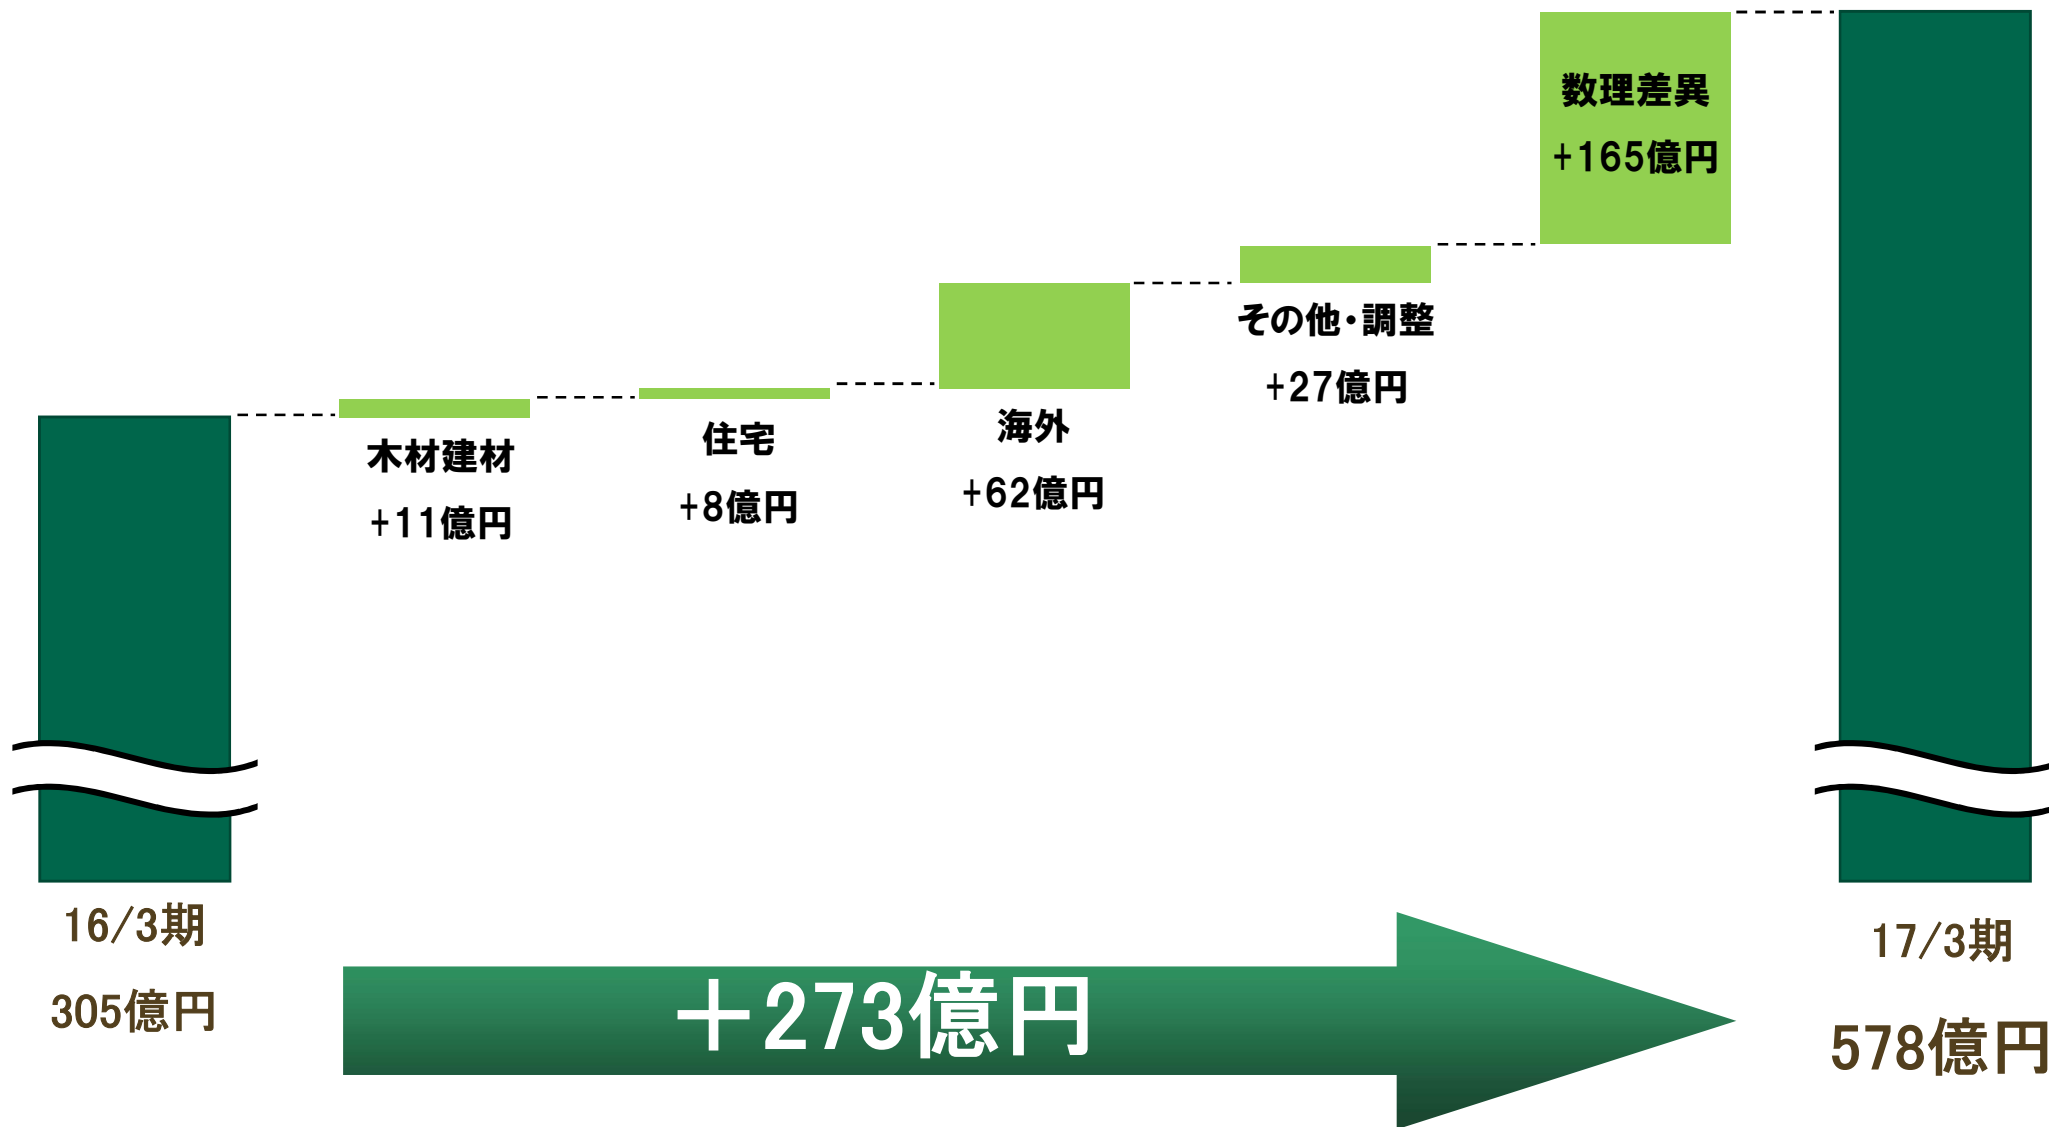 16/3期
305億円
木材建材
+11億円
住宅
+8億円
海外
+62億円
その他・調整
+27億円
数理差異
+165億円
17/3期
578億円
＋273億円